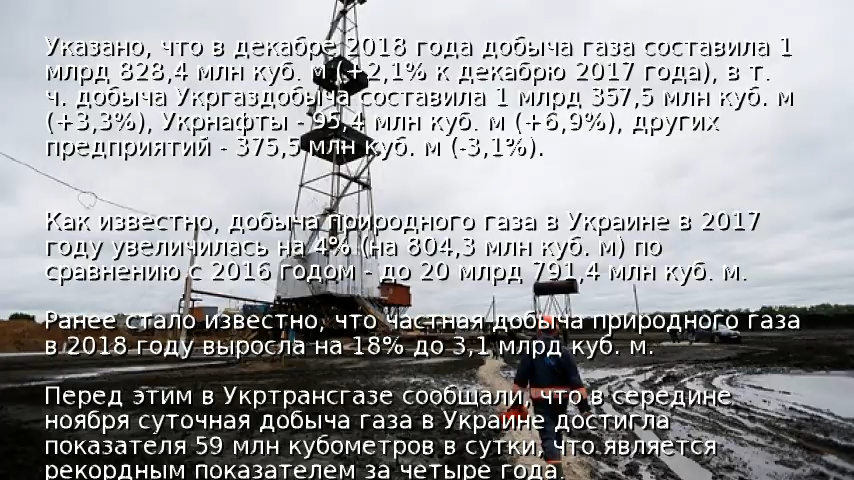 Указано, что в декабре 2018 года добыча газа составила 1
млрд 828,4 млн куб. м (+2,1% к декабрю 2017 года), в т.
ч. добыча Укргаздобыча составила 1 млрд 357,5 млн куб. м
(+3,3%), Укрнафты - 95,4 млн куб. м (+6,9%), других
предприятий - 375,5 млн куб. м (-3,1%).
Как известно, добыча природного газа в Украине в 2017
году увеличилась на 4% (на 804,3 млн куб. м) по
сравнению с 2016 годом - до 20 млрд 791,4 млн куб. м.
Ранее стало известно, что частная добыча природного газа
в 2018 году выросла на 18% до 3,1 млрд куб. м.
Перед этим в Укртрансгазе сообщали, что в середине
ноября суточная добыча газа в Украине достигла
показателя 59 млн кубометров в сутки, что является
рекордным показателем за четыре года.